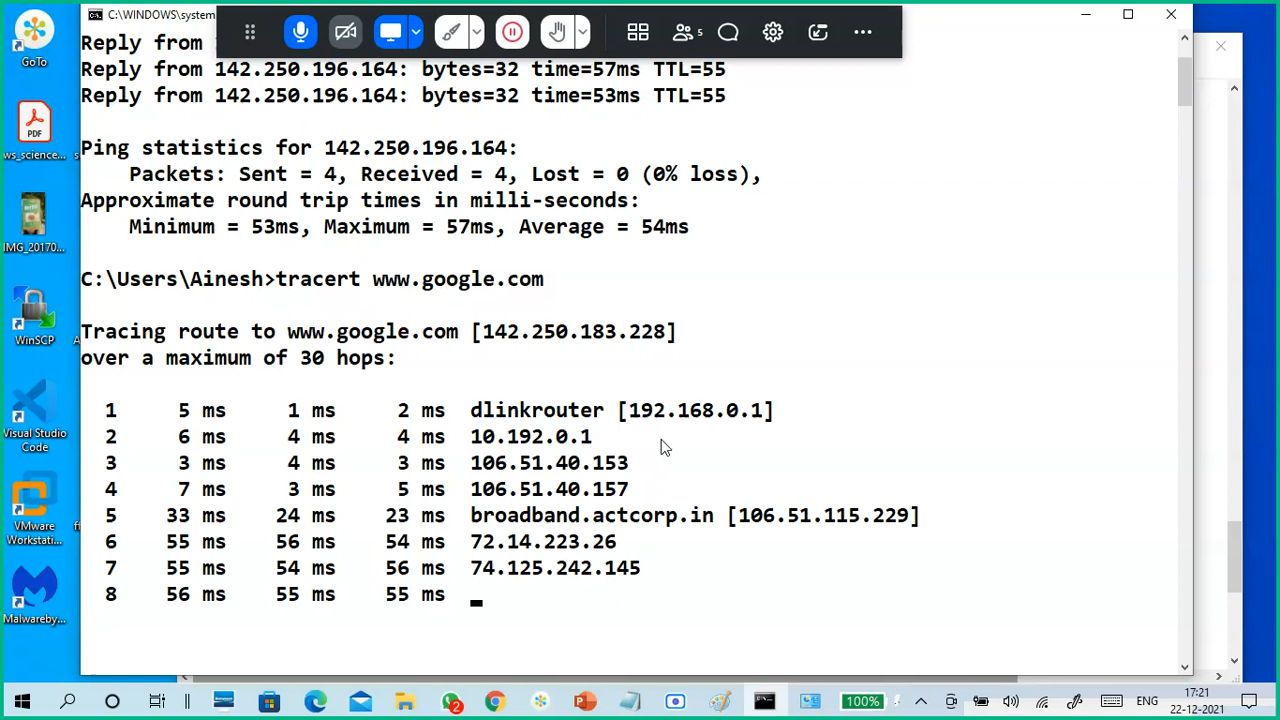 C:\WINDOWS\system
5
GoTo
Reply from
Reply from 142.250.196.164: bytes=32 time=57ms TTL=55
Reply from 142.250.196.164: bytes=32 time=53ms TTL=55
PDF
ws_science...
Ping statistics for 142.250.196.164:
Packets: Sent = 4, Received = 4, Lost = 0 (0% loss),
Approximate round trip times in milli-seconds:
Minimum = 53ms, Maximum = 57ms, Average = 54ms
IMG_20170...
C:\Users\Ainesh>tracert www.google.com
WinSCP
Tracing route to www.google.com [142.250.183.228]
over a maximum of 30 hops:
1 5 ms 1 ms 2 ms dlinkrouter [192.168.0.1]
2 6 ms 4 ms 4 ms 10.192.0.1
3 3 ms 4 ms 3 ms 106.51.40.153
4 7 ms 3 ms 5 ms 106.51.40.157
5 33 ms 24 ms 23 ms broadband.actcorp.in [106.51.115.229]
6 55 ms 56 ms 54 ms 72.14.223.26
7 55 ms 54 ms 56 ms 74.125.242.145
8 56 ms 55 ms 55 ms
Visual Studio
Code
VMware
Workstati...
Malwareby...
2
100%
ENG
17:21
22-12-2021